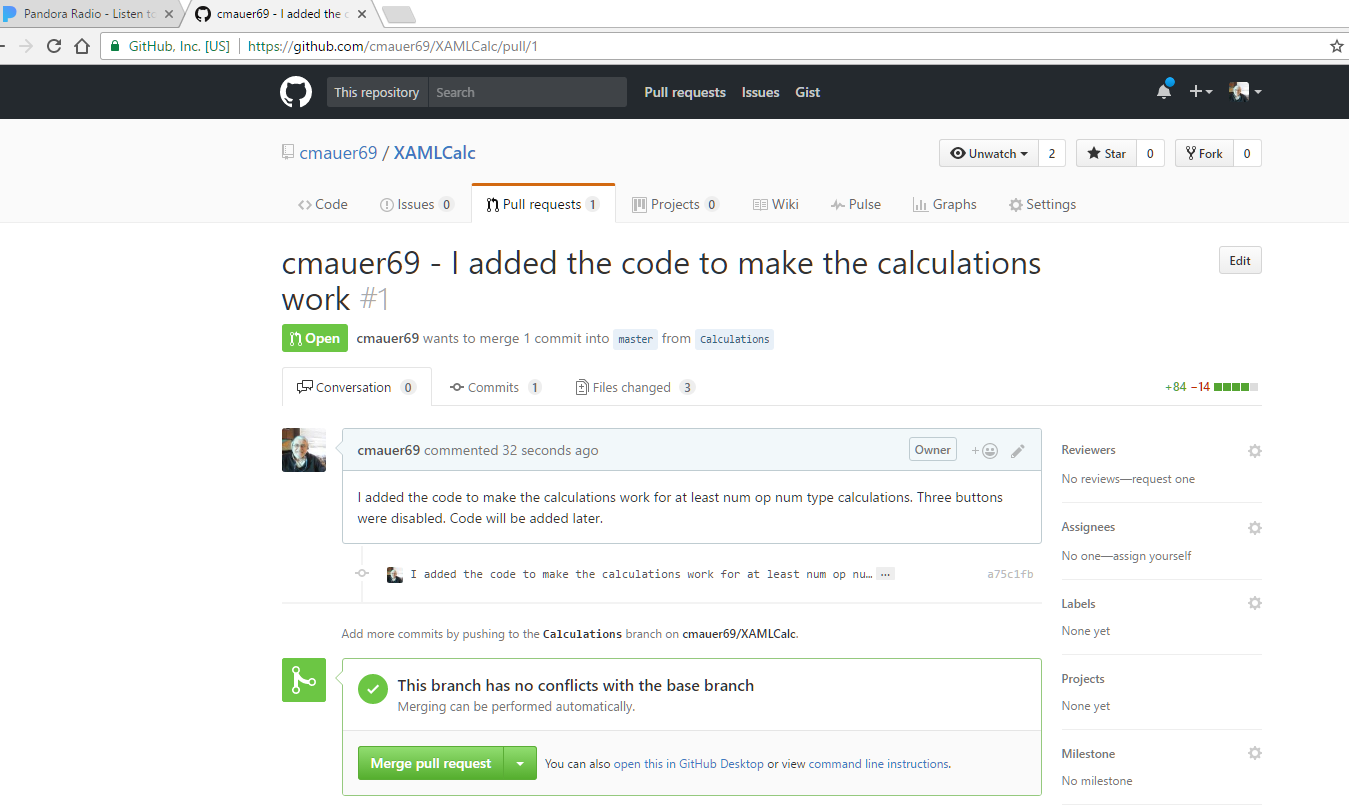 Pandora Radio - Listen to
cmauer69 - I added the c
GitHub, Inc. [US] https://github.com/cmauer69/XAMLCalc/pull/1
This repository Search Pull requests Issues Gist
cmauer69 / XAMLCalc
Unwatch 2 Star 0 Fork 0
Code Issues 0 Pull requests 1 Projects 0 Wiki Pulse Graphs Settings
cmauer69 - I added the code to make the calculations
work #1
Edit
Open cmauer69 wants to merge 1 commit into master from Calculations
Conversation 0 Commits 1 Files changed 3 +84 −14
cmauer69 commented 32 seconds ago Owner +
I added the code to make the calculations work for at least num op num type calculations. Three buttons
were disabled. Code will be added later.
I added the code to make the calculations work for at least num op nu… … a75c1fb
Add more commits by pushing to the Calculations branch on cmauer69/XAMLCalc.
This branch has no conflicts with the base branch
Merging can be performed automatically.
Merge pull request You can also open this in GitHub Desktop or view command line instructions.
Reviewers
No reviews—request one
Assignees
No one—assign yourself
Labels
None yet
Projects
None yet
Milestone
No milestone